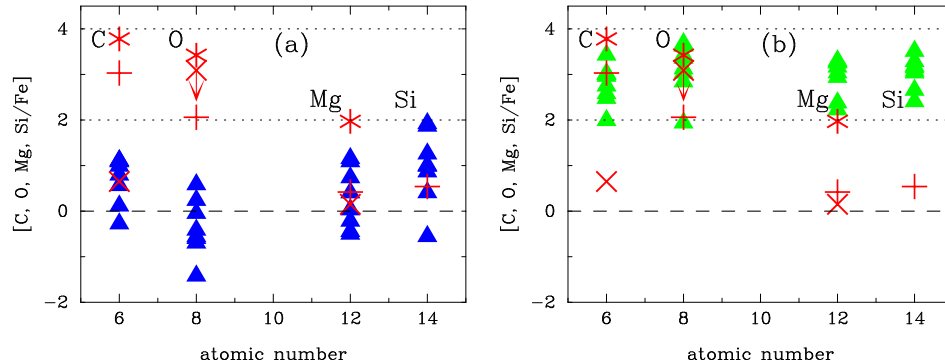 [C, O, Mg, Si/Fe]
4
2
0
−2
C
O
(a)
Mg
Si
6
8
10
12
14
atomic number
[C, O, Mg, Si/Fe]
4
2
0
−2
C
O
(b)
Mg
Si
6
8
10
12
14
atomic number